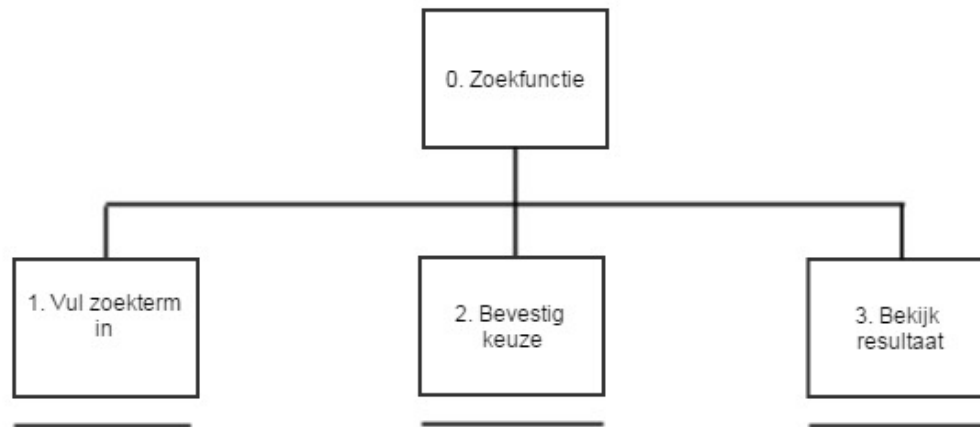 0. Zoekfunctie
1. Vul zoekterm
in
2. Bevestig
keuze
3. Bekijk
resultaat